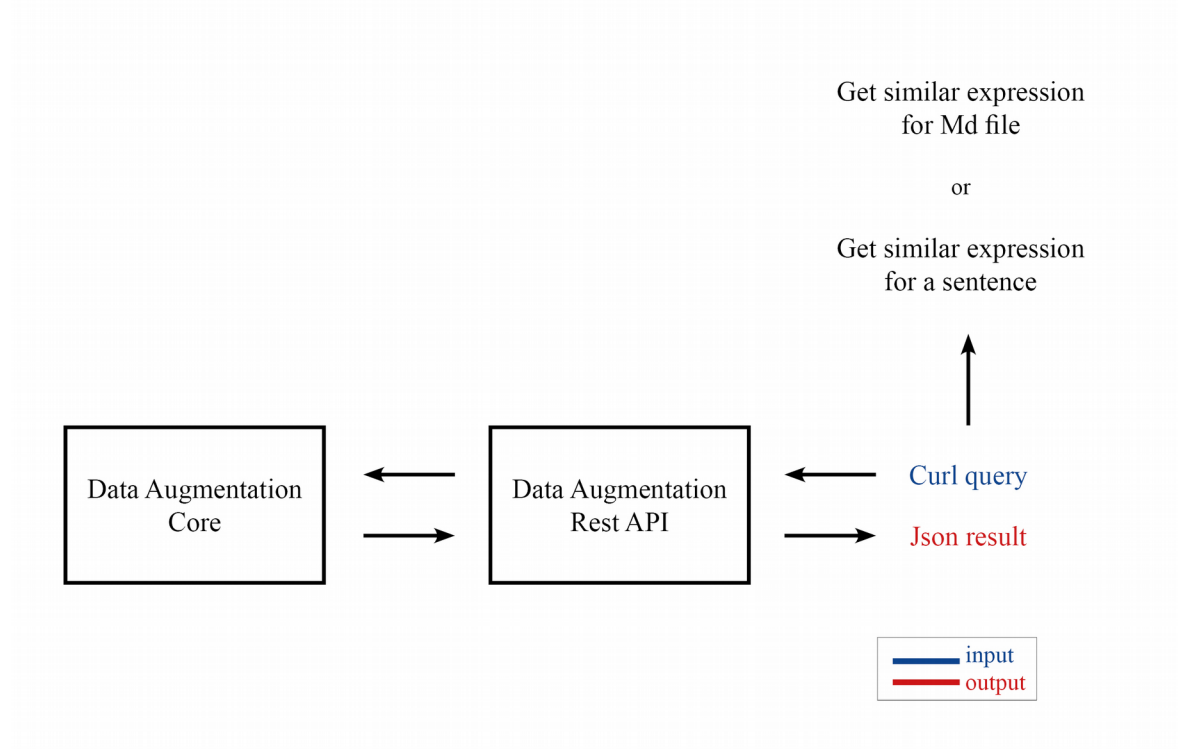 Get similar expression
for Md file
or
Get similar expression
for a sentence
Data Augmentation
Core
Data Augmentation
Rest API
Curl query
Json result
input
output